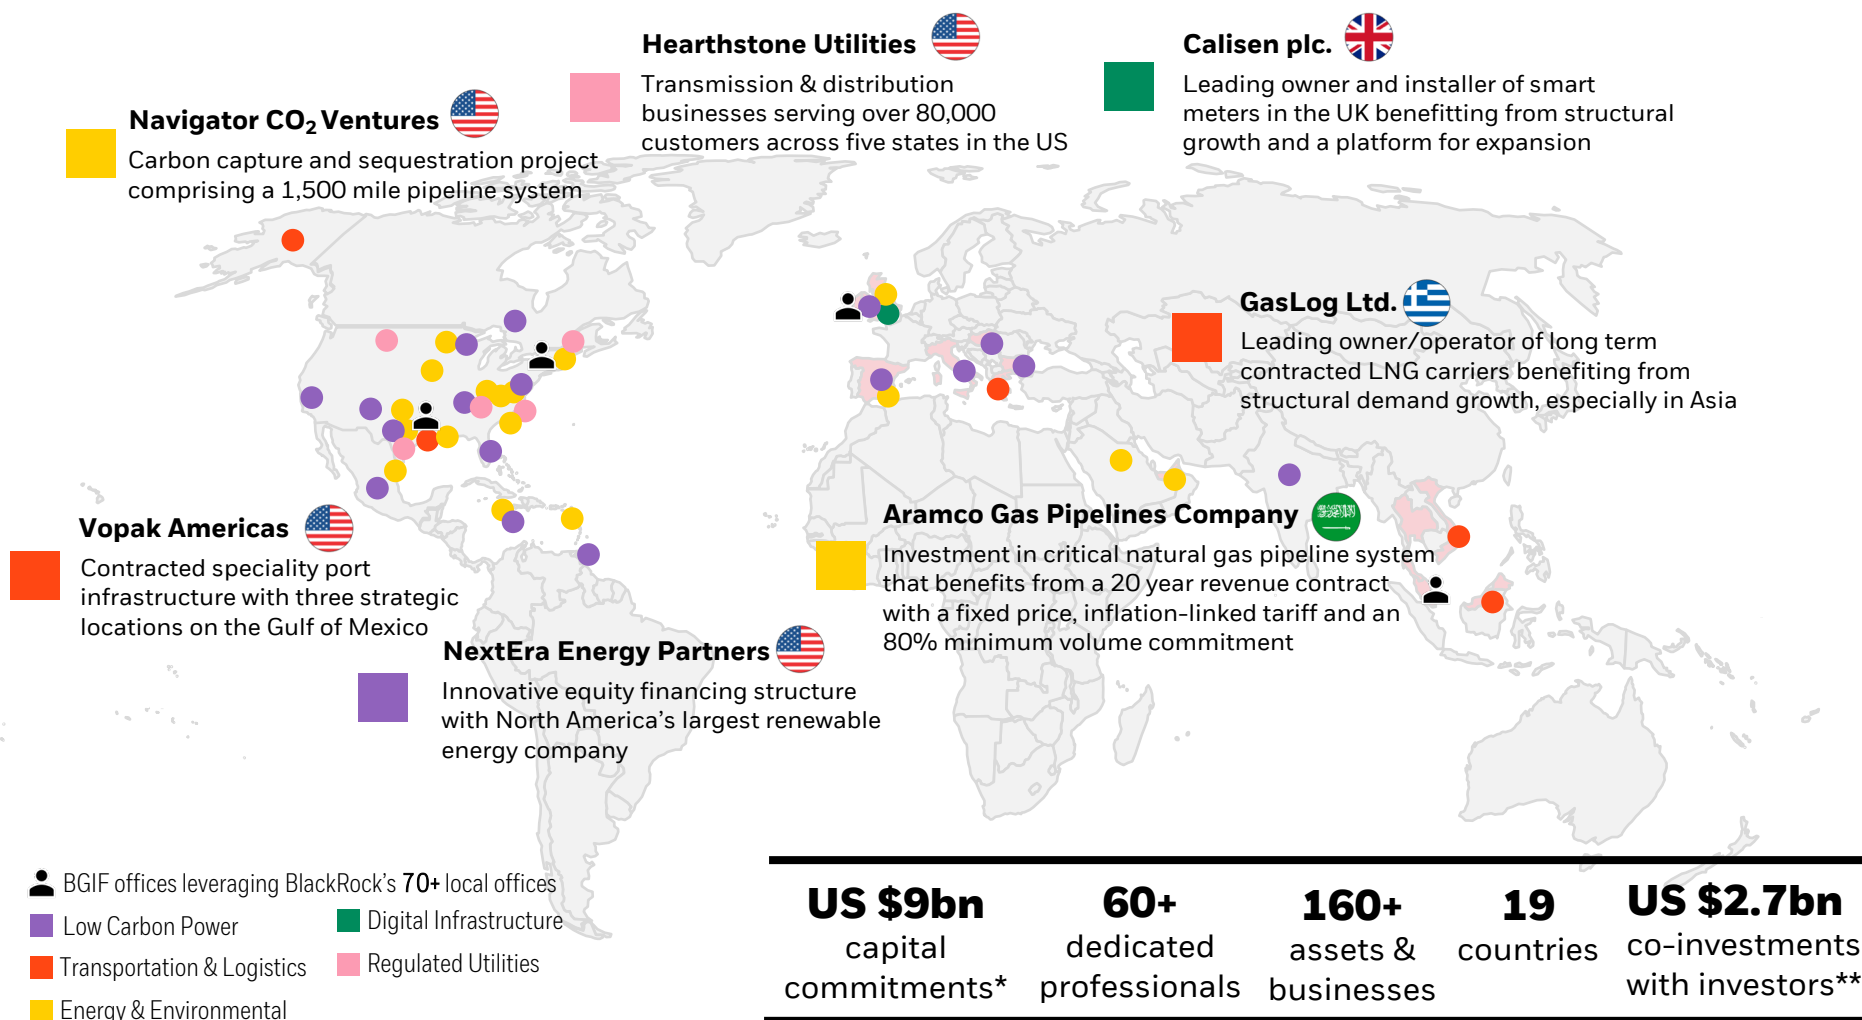 Hearthstone Utilities
Transmission & distribution
businesses serving over 80,000
customers across five states in the US
Calisen plc.
Leading owner and installer of smart
meters in the UK benefitting from structural
growth and a platform for expansion
Navigator CO₂ Ventures
Carbon capture and sequestration project
comprising a 1,500 mile pipeline system
GasLog Ltd.
Leading owner/operator of long term
contracted LNG carriers benefiting from
structural demand growth, especially in Asia
Vopak Americas
Contracted speciality port
infrastructure with three strategic
locations on the Gulf of Mexico
Aramco Gas Pipelines Company
Investment in critical natural gas pipeline system
that benefits from a 20 year revenue contract
with a fixed price, inflation-linked tariff and an
80% minimum volume commitment
NextEra Energy Partners
Innovative equity financing structure
with North America’s largest renewable
energy company
BGIF offices leveraging BlackRock’s 70+ local offices
Low Carbon Power
Digital Infrastructure
Transportation & Logistics
Regulated Utilities
Energy & Environmental
US $9bn
capital
commitments*
60+
dedicated
professionals
160+
assets &
businesses
19
countries
US $2.7bn
co-investments
with investors**